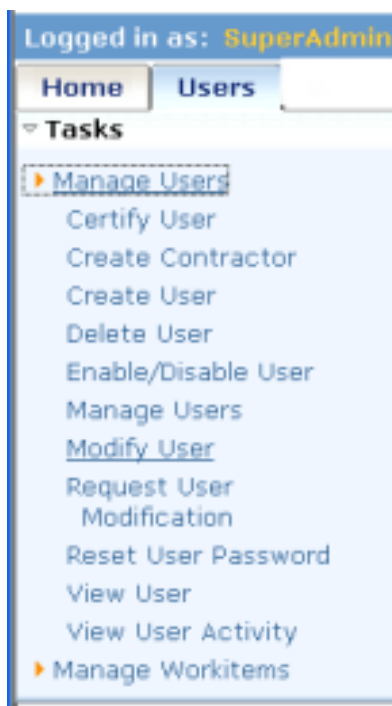 Logged in as: SuperAdmin
Home Users
Tasks
Manage Users
Certify User
Create Contractor
Create User
Delete User
Enable/Disable User
Manage Users
Modify User
Request User
Modification
Reset User Password
View User
View User Activity
Manage Workitems